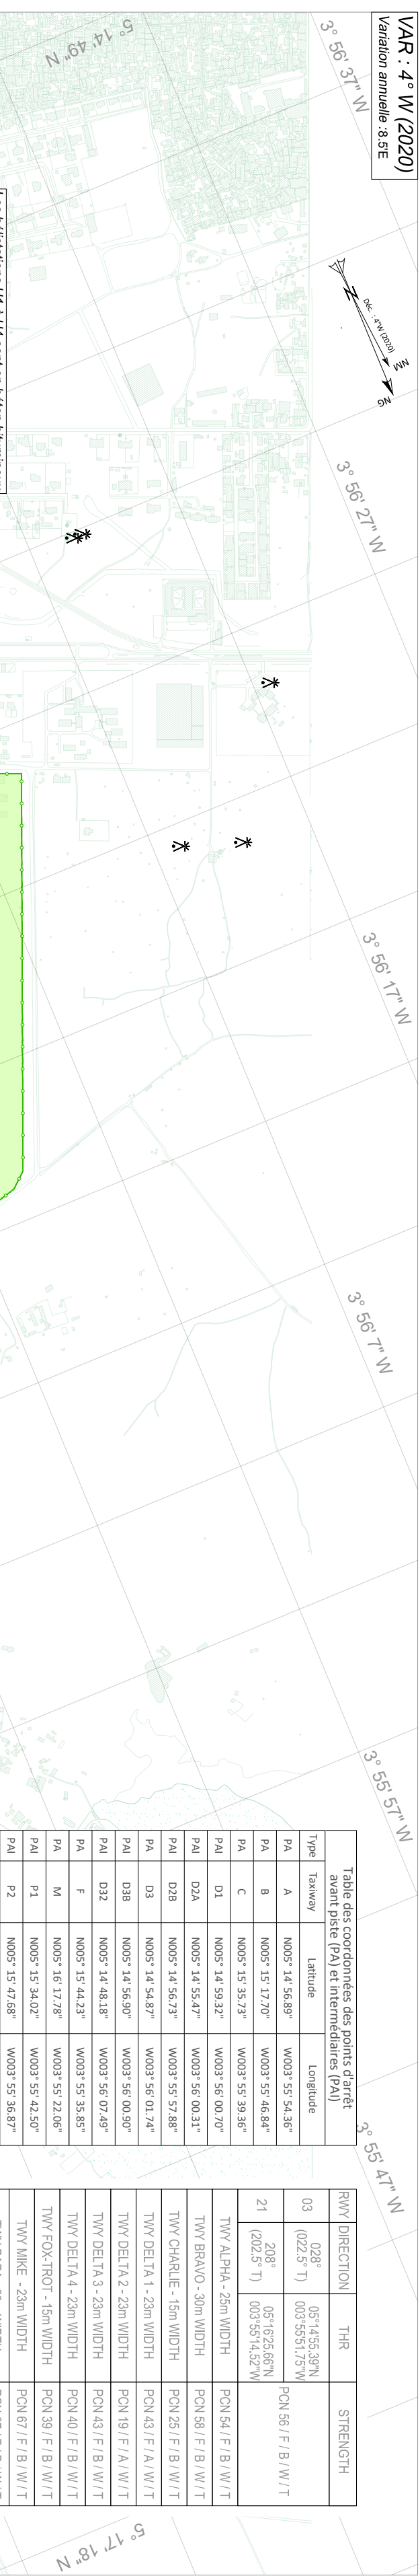 VAR : 4° W (2020)
Variation annuelle :8.5'E
5° 14' 49" N
3° 56' 37" W
Déc. : 4°W (2020)
NM
NG
N
3° 56' 27" W
3° 56' 17" W
3° 56' 7" W
3° 55' 57" W
3° 55' 47" W
5° 17' 18" N
Table des coordonnées des points d'arrêt
avant piste (PA) et intermédiaires (PAI)
Type Taxiway Latitude Longitude
PA A N005° 14' 56.89" W003° 55' 54.36"
PA B N005° 15' 17.70" W003° 55' 46.84"
PA C N005° 15' 35.73" W003° 55' 39.36"
PAI D1 N005° 14' 59.32" W003° 56' 00.70"
PAI D2A N005° 14' 55.47" W003° 56' 00.31"
PAI D2B N005° 14' 56.73" W003° 55' 57.88"
PA D3 N005° 14' 54.87" W003° 56' 01.74"
PAI D3B N005° 14' 56.90" W003° 56' 00.90"
PAI D32 N005° 14' 48.18" W003° 56' 07.49"
PA F N005° 15' 44.23" W003° 55' 35.85"
PA M N005° 16' 17.78" W003° 55' 22.06"
PAI P1 N005° 15' 34.02" W003° 55' 42.50"
PAI P2 N005° 15' 47.68" W003° 55' 36.87"
RWY DIRECTION THR STRENGTH
03 028° (022.5° T) 05°14'55.39"N 003°55'51.75"W PCN 56 / F / B / W / T
21 208° (202.5° T) 05°16'25.66"N 003°55'14.52"W
TWY ALPHA - 25m WIDTH PCN 54 / F / B / W / T
TWY BRAVO - 30m WIDTH PCN 58 / F / B / W / T
TWY CHARLIE - 15m WIDTH PCN 25 / F / B / W / T
TWY DELTA 1 - 23m WIDTH PCN 43 / F / A / W / T
TWY DELTA 2 - 23m WIDTH PCN 19 / F / A / W / T
TWY DELTA 3 - 23m WIDTH PCN 43 / F / B / W / T
TWY DELTA 4 - 23m WIDTH PCN 40 / F / B / W / T
TWY FOX-TROT - 15m WIDTH PCN 39 / F / B / W / T
TWY MIKE - 23m WIDTH PCN 67 / F / B / W / T